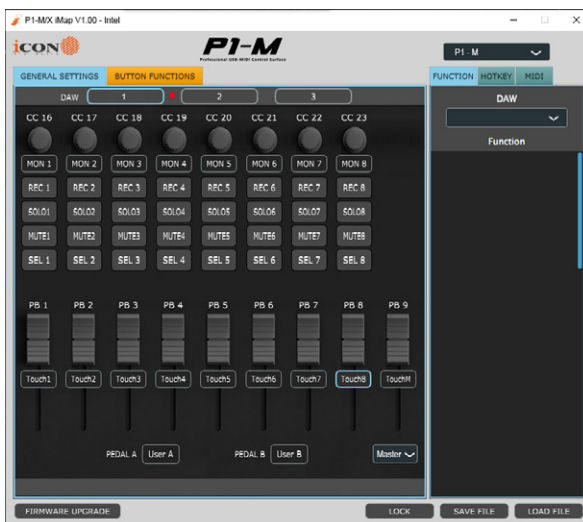 P1-M/X iMap V1.00 - Intel
iCON
P1-M
Professional USB MIDI Control Surface
P1 - M
GENERAL SETTINGS BUTTON FUNCTIONS
FUNCTION HOTKEY MIDI
DAW 1 2 3
DAW
CC 16 CC 17 CC 18 CC 19 CC 20 CC 21 CC 22 CC 23
Function
MON 1 MON 2 MON 3 MON 4 MON 5 MON 6 MON 7 MON 8
REC 1 REC 2 REC 3 REC 4 REC 5 REC 6 REC 7 REC 8
SOLO1 SOLO2 SOLO3 SOLO4 SOLO5 SOLO6 SOLO7 SOLO8
MUTE1 MUTE2 MUTE3 MUTE4 MUTE5 MUTE6 MUTE7 MUTE8
SEL 1 SEL 2 SEL 3 SEL 4 SEL 5 SEL 6 SEL 7 SEL 8
PB 1 PB 2 PB 3 PB 4 PB 5 PB 6 PB 7 PB 8 PB 9
Touch1 Touch2 Touch3 Touch4 Touch5 Touch6 Touch7 Touch8 TouchM
PEDAL A User A PEDAL B User B Master
FIRMWARE UPGRADE LOCK SAVE FILE LOAD FILE